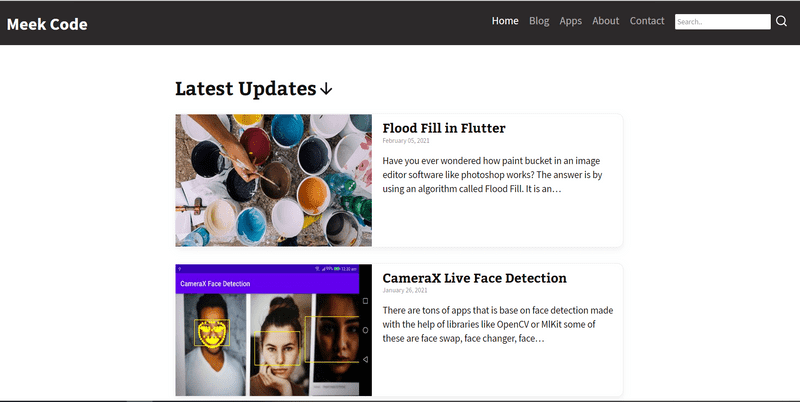 Meek Code
Home Blog Apps About Contact Search..
Latest Updates↓
Flood Fill in Flutter
February 05, 2021
Have you ever wondered how paint bucket in an image
editor software like photoshop works? The answer is by
using an algorithm called Flood Fill. It is an…
CameraX Face Detection
CameraX Live Face Detection
January 26, 2021
There are tons of apps that is base on face detection made
with the help of libraries like OpenCV or MlKit some of
these are face swap, face changer, face…